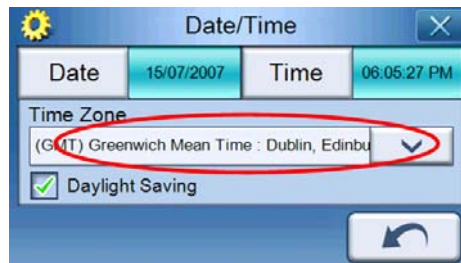 Date/Time
Date 15/07/2007 Time 06:05:27 PM
Time Zone
(GMT) Greenwich Mean Time : Dublin, Edinbu
Daylight Saving